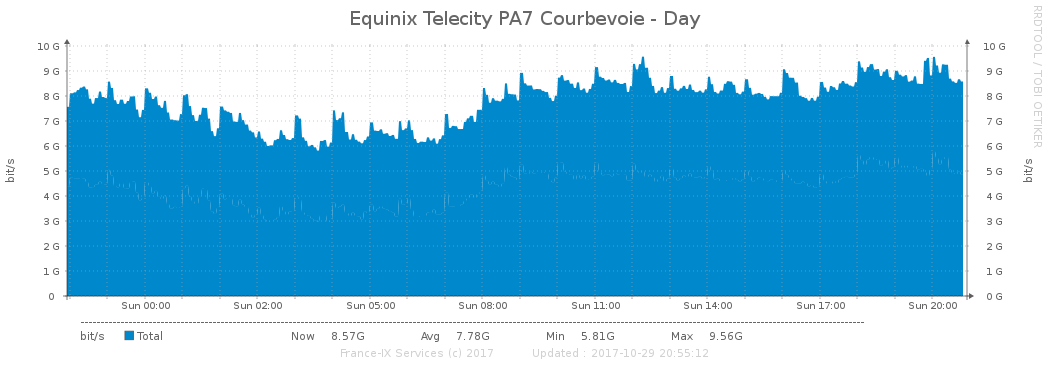 Equinix Telecity PA7 Courbevoie - Day
RRDTOOL / TOBI OETIKER
10 G 10 G
9 G 9 G
8 G 8 G
7 G 7 G
6 G 6 G
5 G 5 G
4 G 4 G
3 G 3 G
2 G 2 G
1 G 1 G
0 0 G
bit/s bit/s
Sun 00:00 Sun 02:00 Sun 05:00 Sun 08:00 Sun 11:00 Sun 14:00 Sun 17:00 Sun 20:00
bit/s Total Now 8.57G Avg 7.78G Min 5.81G Max 9.56G
France-IX Services (c) 2017 Updated : 2017-10-29 20:55:12